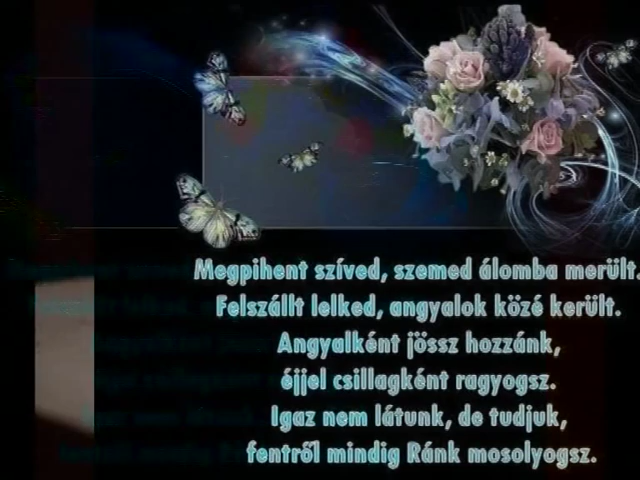 Megpihent szíved, szemed álomba merült.
Felszállt lelked, angyalok közé került.
Angyalként jössz hozzánk,
éjjel csillagként ragyogsz.
Igaz nem látunk, de tudjuk,
fentről mindig Ránk mosolyogsz.